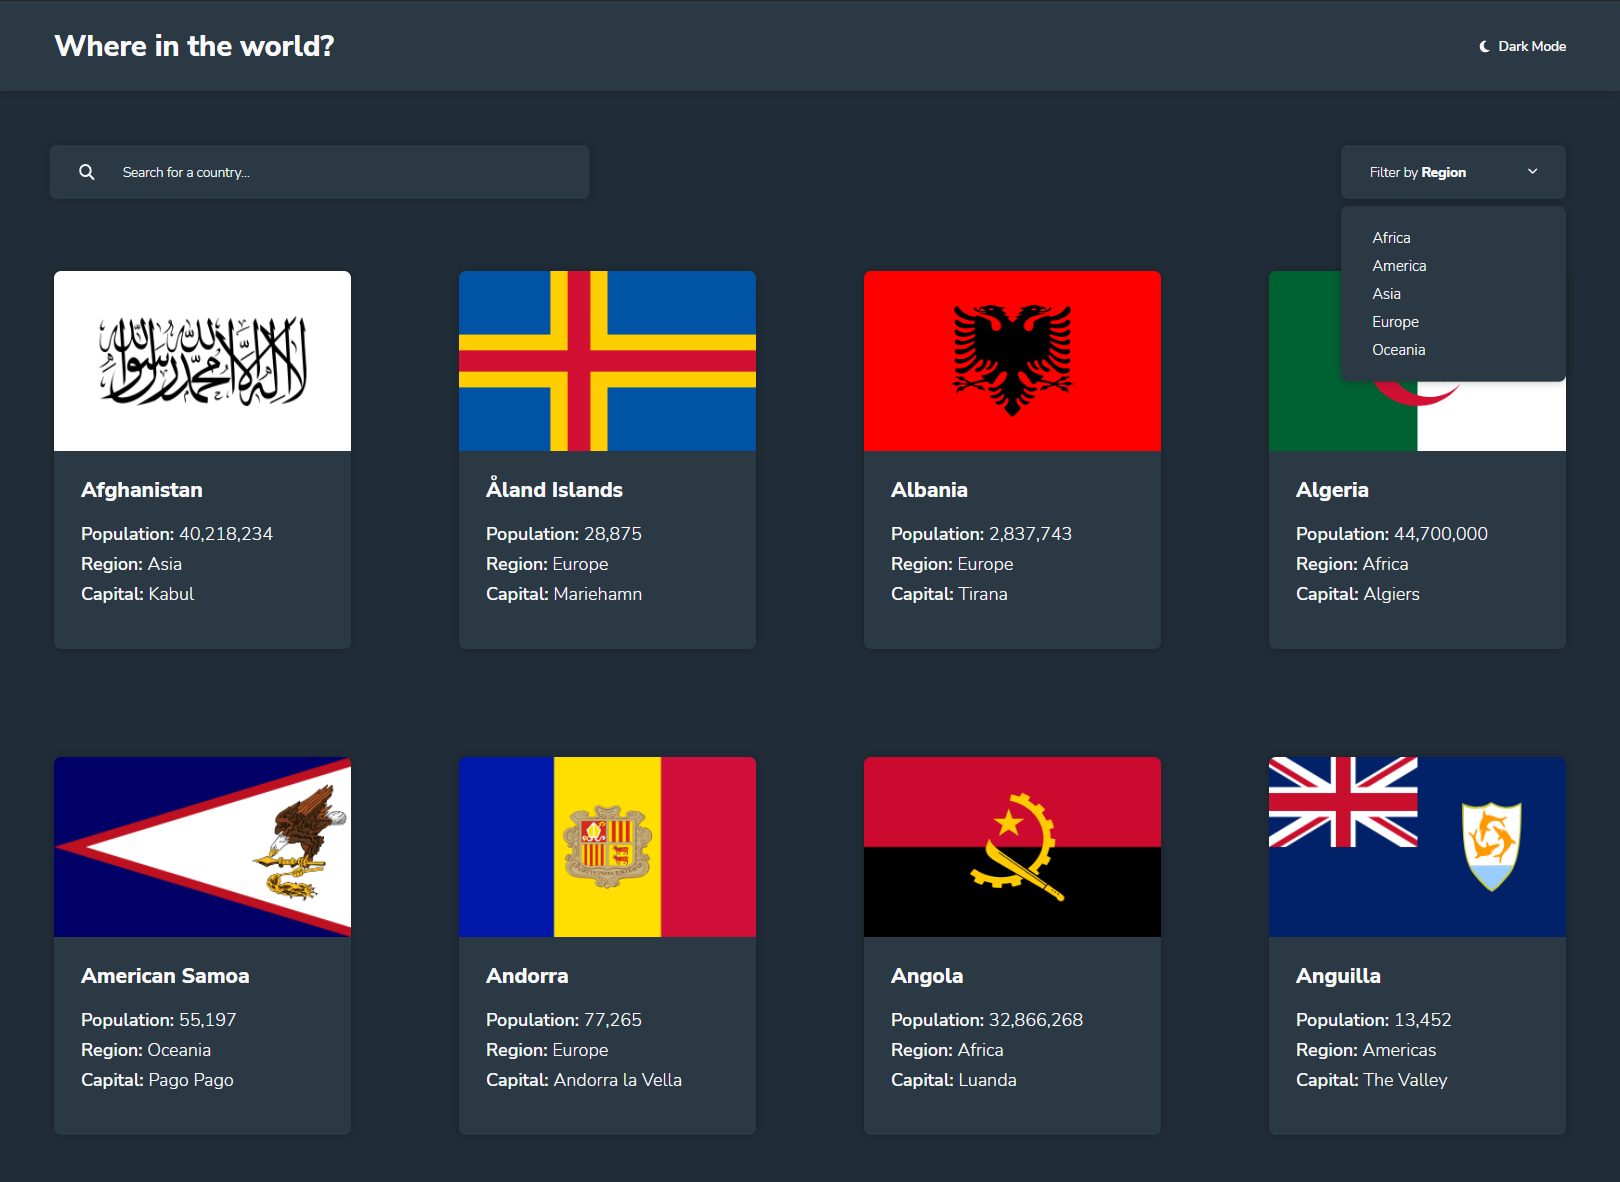 Where in the world?
Dark Mode
Search for a country...
Filter by Region
Africa
America
Asia
Europe
Oceania
لا إله إلا الله محمد رسول الله
Afghanistan
Population: 40,218,234
Region: Asia
Capital: Kabul
Åland Islands
Population: 28,875
Region: Europe
Capital: Mariehamn
Albania
Population: 2,837,743
Region: Europe
Capital: Tirana
Algeria
Population: 44,700,000
Region: Africa
Capital: Algiers
American Samoa
Population: 55,197
Region: Oceania
Capital: Pago Pago
Andorra
Population: 77,265
Region: Europe
Capital: Andorra la Vella
Angola
Population: 32,866,268
Region: Africa
Capital: Luanda
Anguilla
Population: 13,452
Region: Americas
Capital: The Valley